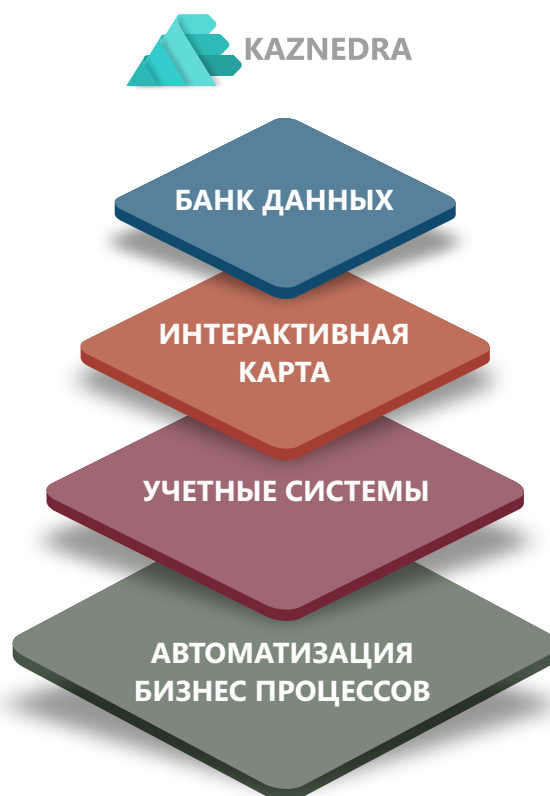 KAZNEDRA
БАНК ДАННЫХ
ИНТЕРАКТИВНАЯ
КАРТА
УЧЕТНЫЕ СИСТЕМЫ
АВТОМАТИЗАЦИЯ
БИЗНЕС ПРОЦЕССОВ